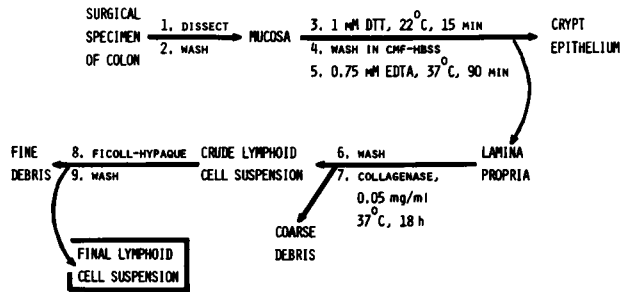 SURGICAL
SPECIMEN
OF COLON
1. DISSECT
2. WASH
MUCOSA
3. 1 mM DTT, 22°C, 15 MIN
4. WASH IN CMF-HBSS
5. 0.75 mM EDTA, 37°C, 90 MIN
CRYPT
EPITHELIUM
LAMINA
PROPRIA
6. WASH
7. COLLAGENASE,
0.05 mg/ml
37°C, 18 h
COARSE
DEBRIS
CRUDE LYMPHOID
CELL SUSPENSION
8. FICOLL-HYPAQUE
9. WASH
FINE
DEBRIS
FINAL LYMPHOID
CELL SUSPENSION